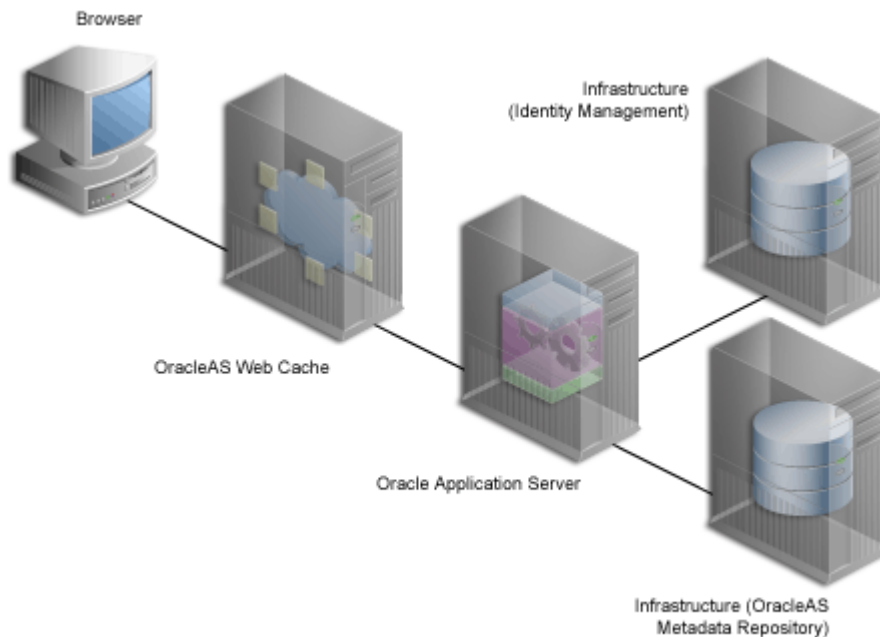 Browser
Infrastructure
(Identity Management)
OracleAS Web Cache
Oracle Application Server
Infrastructure (OracleAS
Metadata Repository)